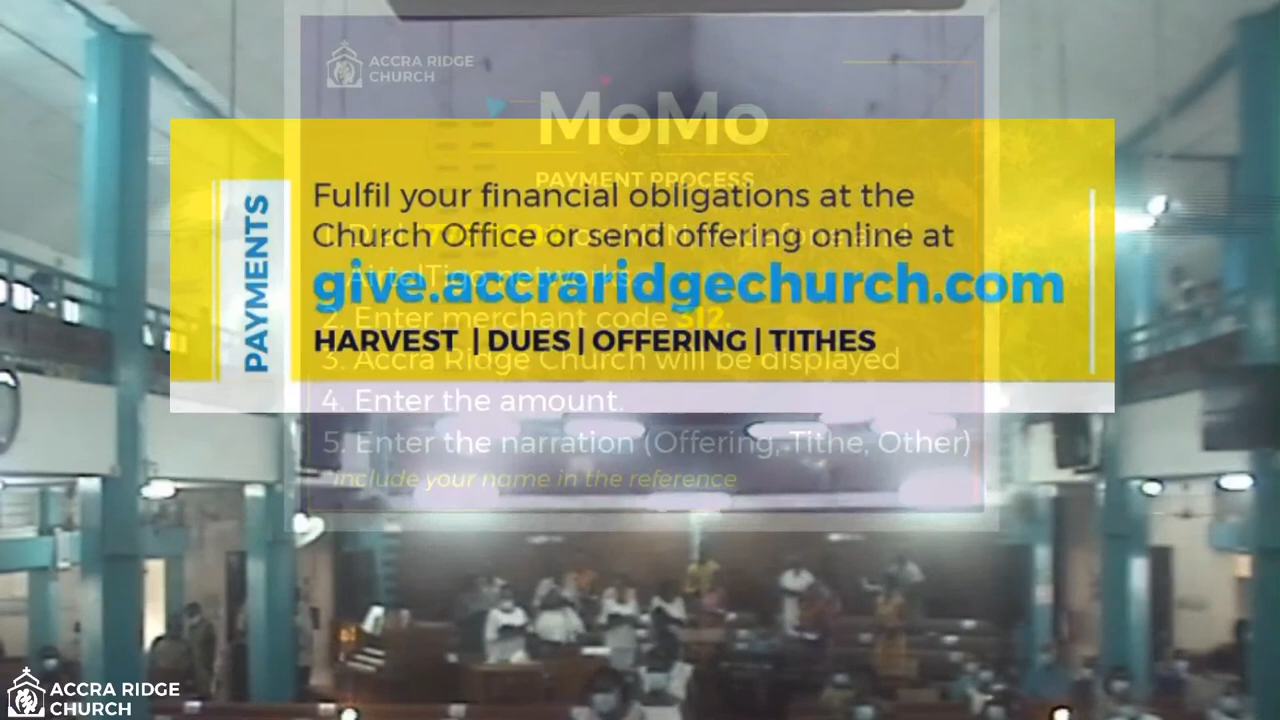 ACCRA RIDGE
CHURCH
MoMo
PAYMENT PROCESS
PAYMENTS
Fulfil your financial obligations at the
Church Office or send offering online at
give.accraridgechurch.com
HARVEST | DUES | OFFERING | TITHES
AirtelTigo networks
2. Enter merchant code 312.
3. Accra Ridge Church will be displayed
4. Enter the amount.
5. Enter the narration (Offering, Tithe, Other)
include your name in the reference
ACCRA RIDGE
CHURCH